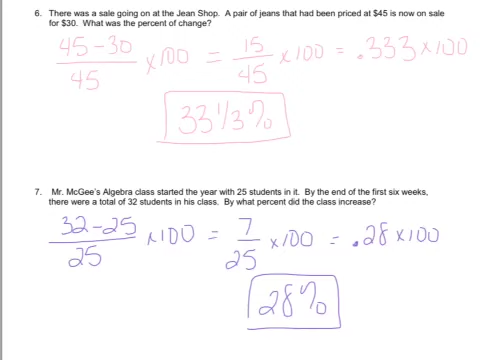 6. There was a sale going on at the Jean Shop. A pair of jeans that had been priced at $45 is now on sale
for $30. What was the percent of change?
45-30/45 ×100 = 15/45 ×100 = .333 ×100
33 1/3%
7. Mr. McGee's Algebra class started the year with 25 students in it. By the end of the first six weeks,
there were a total of 32 students in his class. By what percent did the class increase?
32-25/25 ×100 = 7/25 ×100 = .28 ×100
28%